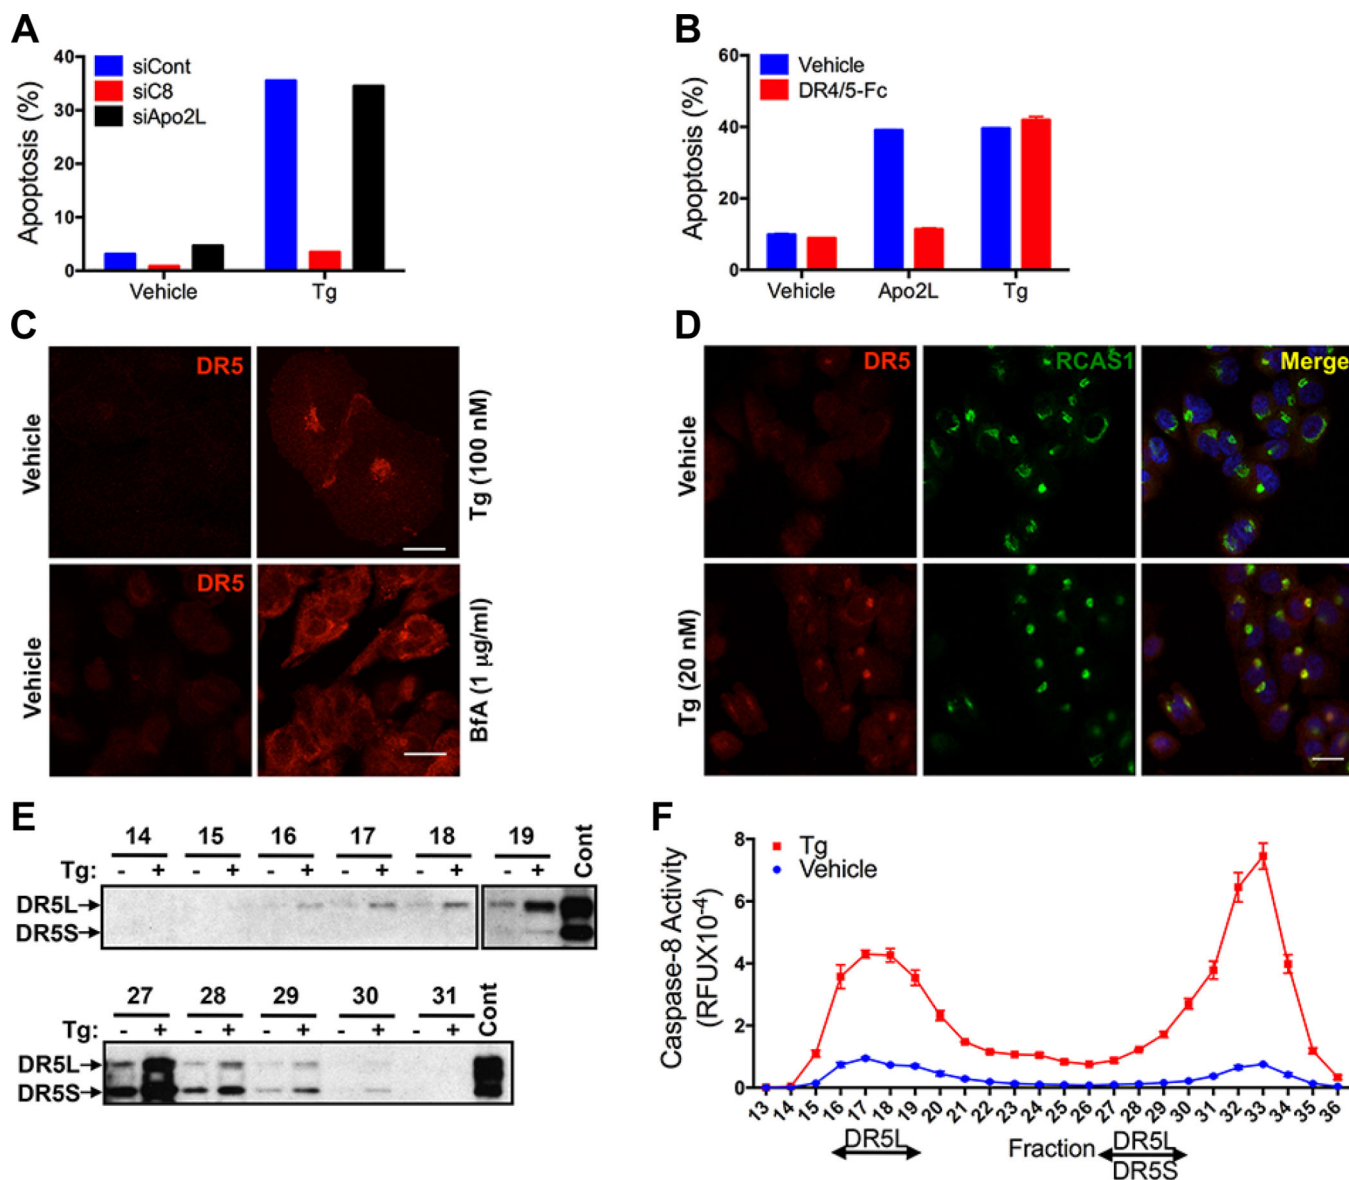 A
Apoptosis (%)
40
30
20
10
0
siCont
siC8
siApo2L
Vehicle
Tg
B
Apoptosis (%)
60
40
20
0
Vehicle
DR4/5-Fc
Vehicle
Apo2L
Tg
C
Vehicle
DR5
Tg (100 nM)
Vehicle
DR5
BfA (1 µg/ml)
D
Vehicle
DR5
RCAS1
Merge
Tg (20 nM)
E
14 15 16 17 18 19 Cont
Tg: - + - + - + - + - + - +
DR5L
DR5S
27 28 29 30 31 Cont
Tg: - + - + - + - + - +
DR5L
DR5S
F
Caspase-8 Activity
(RFUX10-4)
8
6
4
2
0
Tg
Vehicle
13 14 15 16 17 18 19 20 21 22 23 24 25 26 27 28 29 30 31 32 33 34 35 36
DR5L
Fraction
DR5L
DR5S